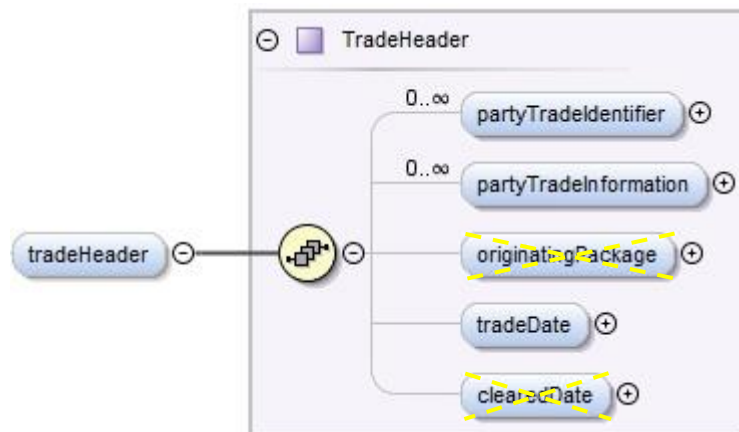 TradeHeader
0..∞
partyTradeIdentifier
0..∞
partyTradeInformation
tradeHeader
originatingPackage
tradeDate
clearedDate